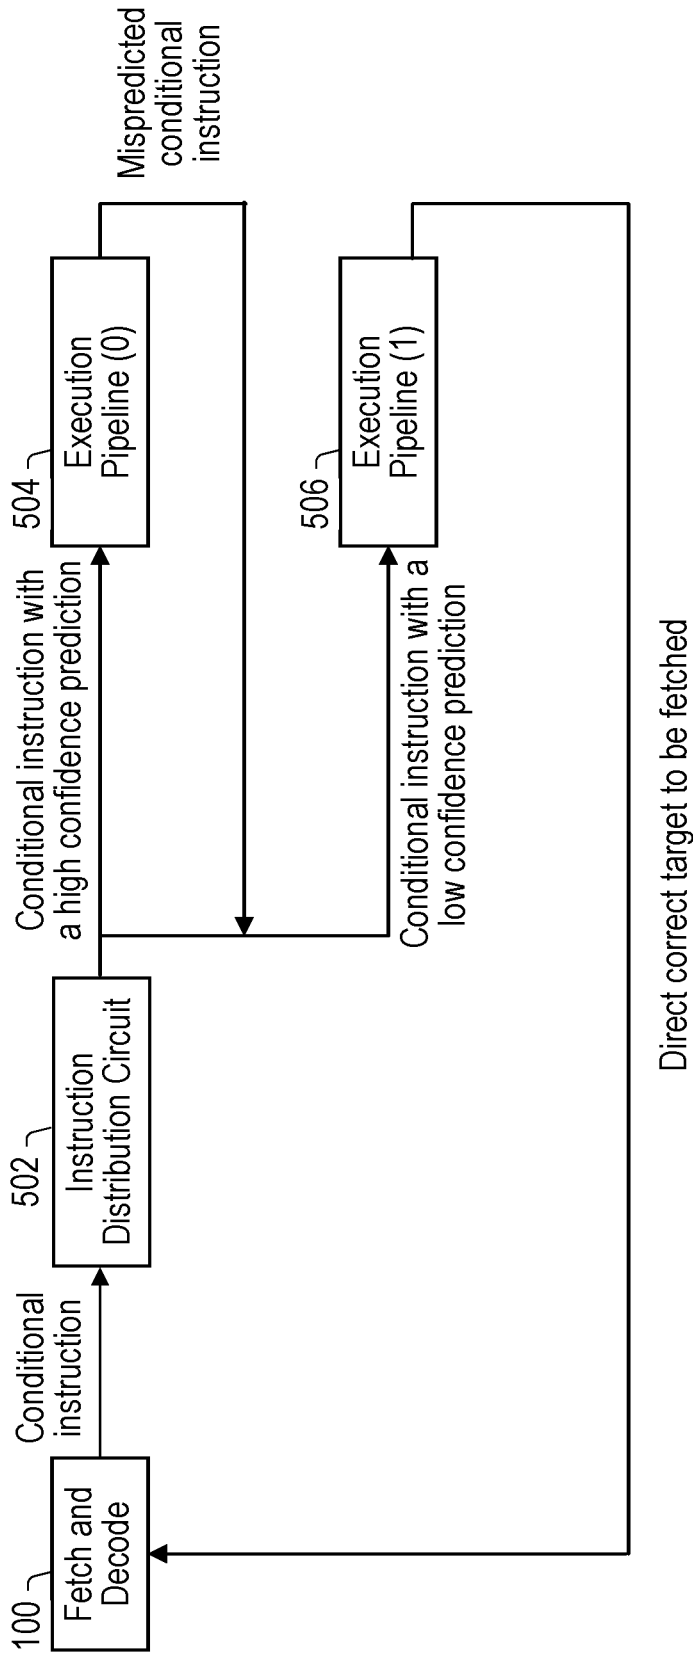 100
Fetch and
Decode
Conditional
instruction
502
Instruction
Distribution Circuit
Conditional instruction with
a high confidence prediction
504
Execution
Pipeline (0)
Mispredicted
conditional
instruction
Conditional instruction with a
low confidence prediction
506
Execution
Pipeline (1)
Direct correct target to be fetched